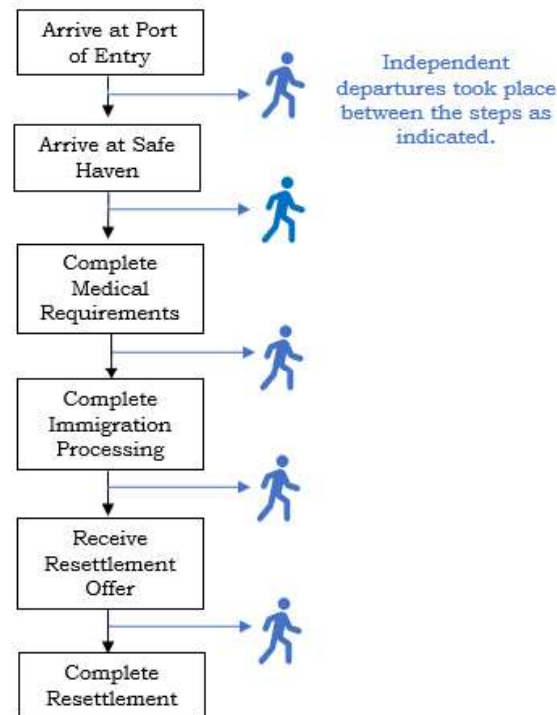 Arrive at Port
of Entry
Independent
departures took place
between the steps as
indicated.
Arrive at Safe
Haven
Complete
Medical
Requirements
Complete
Immigration
Processing
Receive
Resettlement
Offer
Complete
Resettlement